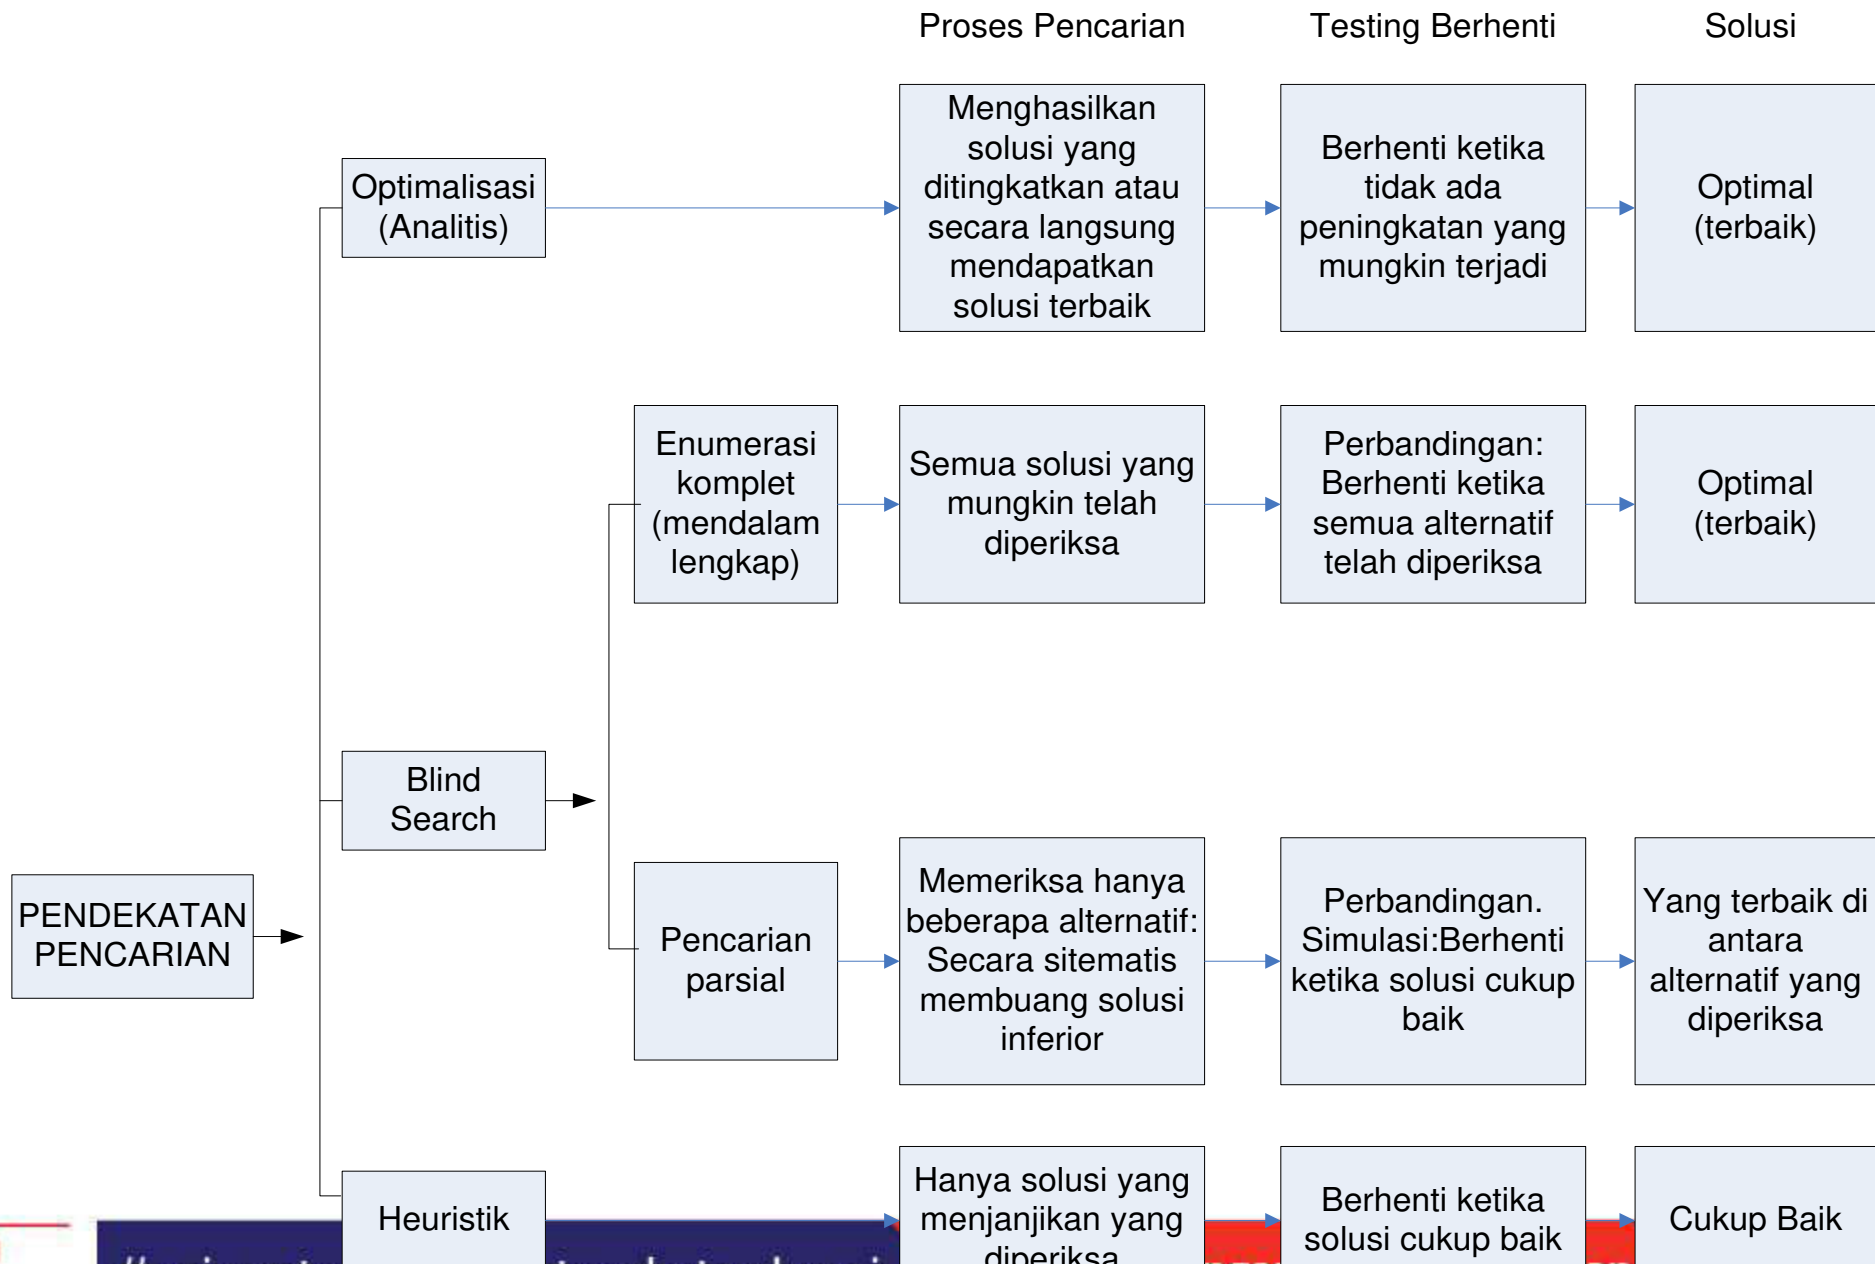 Proses Pencarian
Testing Berhenti
Solusi
Optimalisasi
(Analitis)
Menghasilkan
solusi yang
ditingkatkan atau
secara langsung
mendapatkan
solusi terbaik
Berhenti ketika
tidak ada
peningkatan yang
mungkin terjadi
Optimal
(terbaik)
Enumerasi
komplet
(mendalam
lengkap)
Semua solusi yang
mungkin telah
diperiksa
Perbandingan:
Berhenti ketika
semua alternatif
telah diperiksa
Optimal
(terbaik)
Blind
Search
PENDEKATAN
PENCARIAN
Pencarian
parsial
Memeriksa hanya
beberapa alternatif:
Secara sitematis
membuang solusi
inferior
Perbandingan.
Simulasi:Berhenti
ketika solusi cukup
baik
Yang terbaik di
antara
alternatif yang
diperiksa
Heuristik
Hanya solusi yang
menjanjikan yang
diperiksa
Berhenti ketika
solusi cukup baik
Cukup Baik